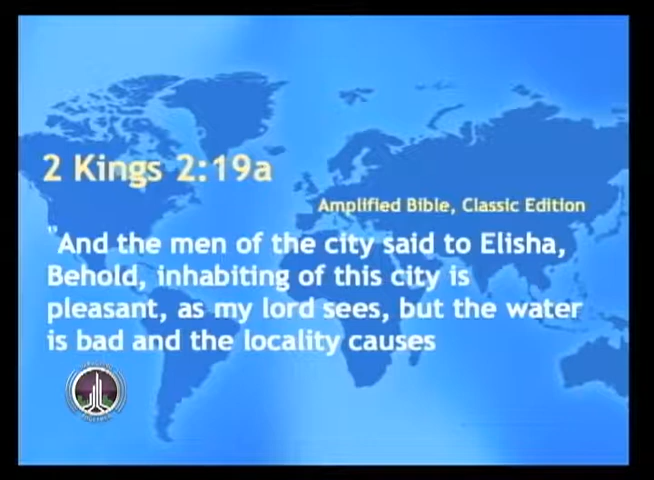 2 Kings 2:19a
Amplified Bible, Classic Edition
"And the men of the city said to Elisha,
Behold, inhabiting of this city is
pleasant, as my lord sees, but the water
is bad and the locality causes